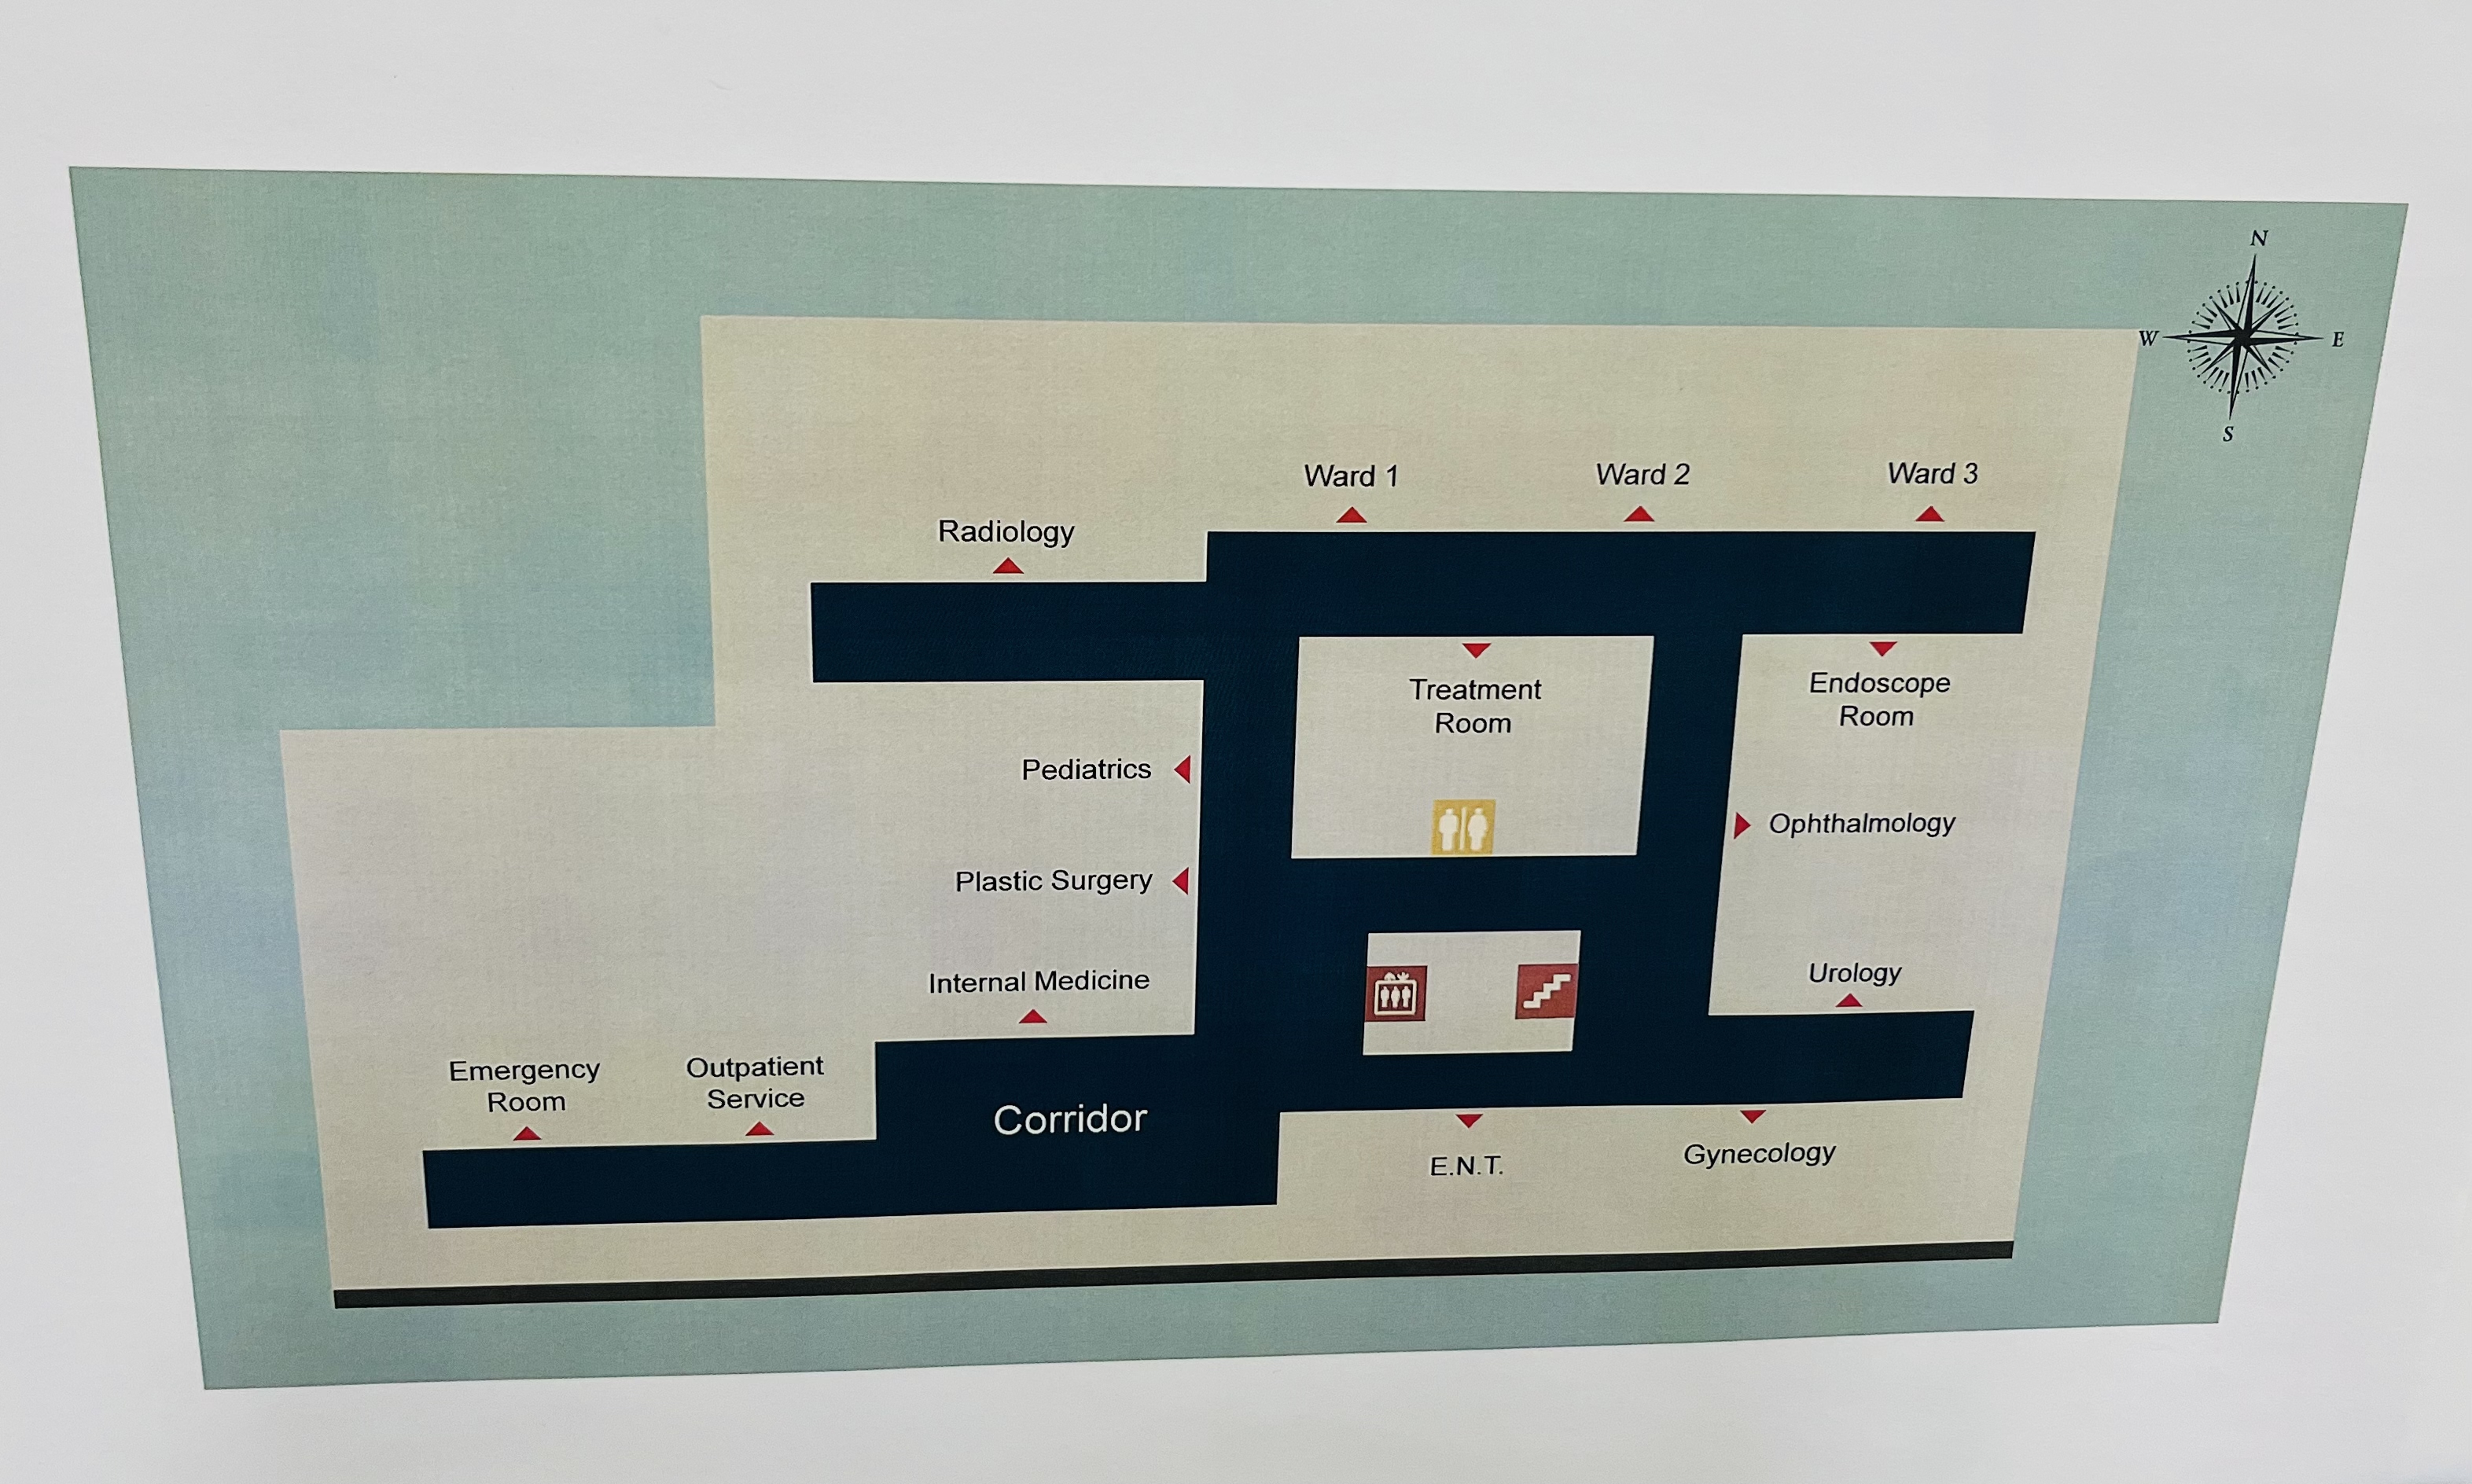 N
W
E
S
Ward 1
Ward 2
Ward 3
Radiology
Treatment
Room
Endoscope
Room
Pediatrics
Ophthalmology
Plastic Surgery
Internal Medicine
Urology
Emergency
Room
Outpatient
Service
Corridor
E.N.T.
Gynecology